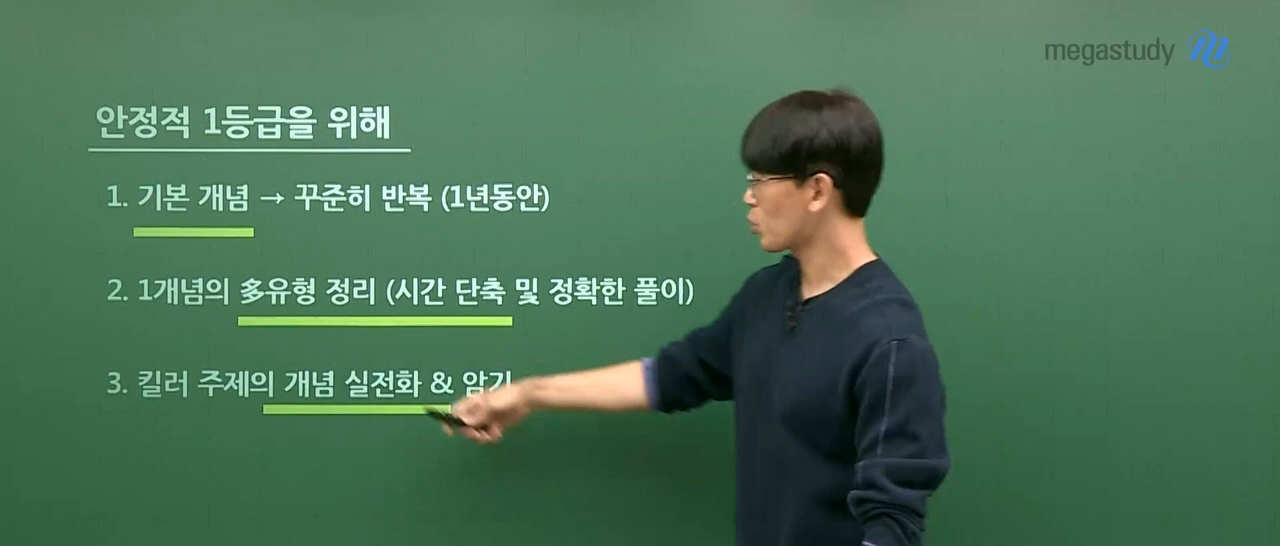 megastudy
안정적 1등급을 위해
1. 기본 개념 → 꾸준히 반복 (1년동안)
2. 1개념의 多유형 정리 (시간 단축 및 정확한 풀이)
3. 킬러 주제의 개념 실전화 & 암기